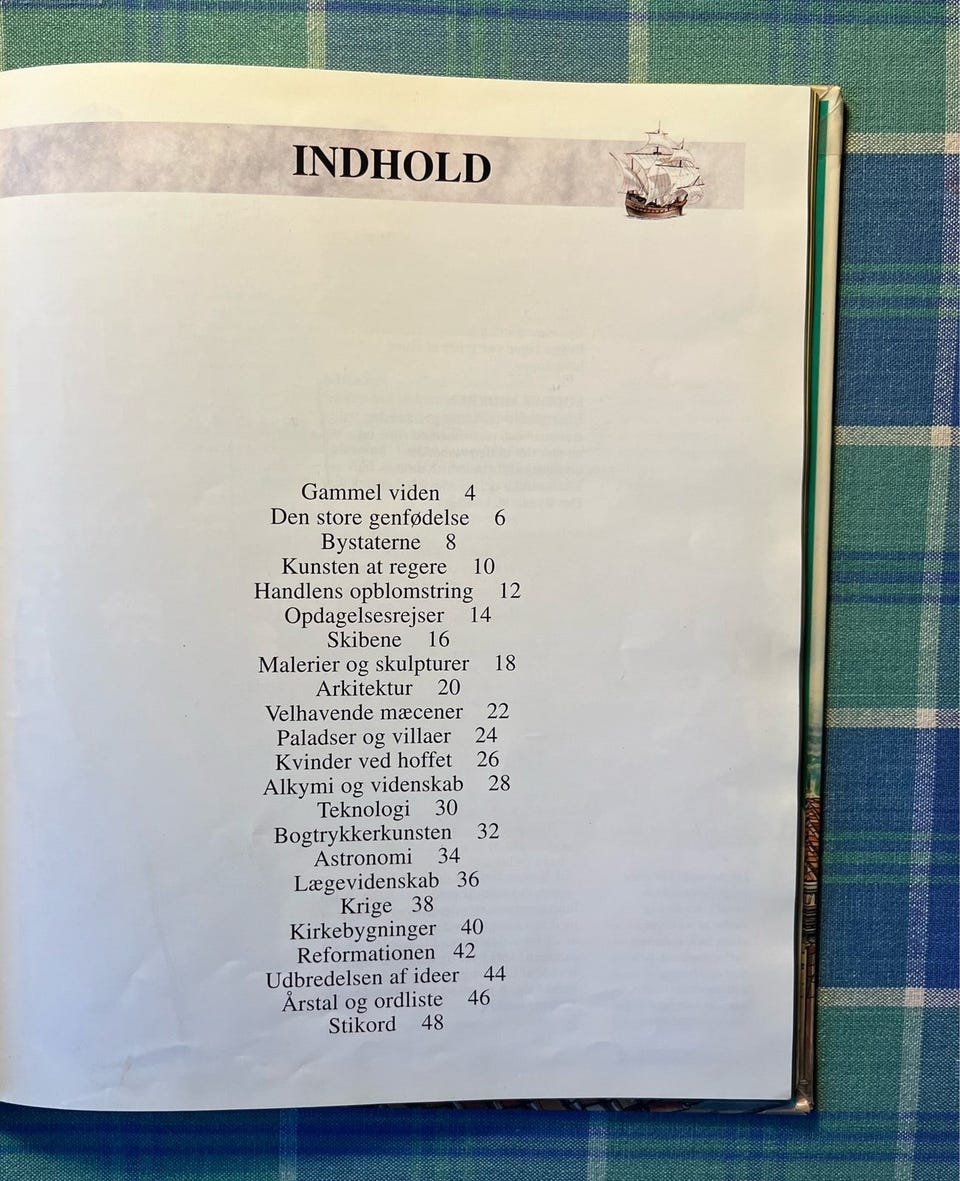 INDHOLD
Gammel viden 4
Den store genfødelse 6
Bystaterne 8
Kunsten at regere 10
Handlens opblomstring 12
Opdagelsesrejser 14
Skibene 16
Malerier og skulpturer 18
Arkitektur 20
Velhavende mæcener 22
Paladser og villaer 24
Kvinder ved hoffet 26
Alkymi og videnskab 28
Teknologi 30
Bogtrykkerkunsten 32
Astronomi 34
Lægevidenskab 36
Krige 38
Kirkebygninger 40
Reformationen 42
Udbredelsen af ideer 44
Årstal og ordliste 46
Stikord 48